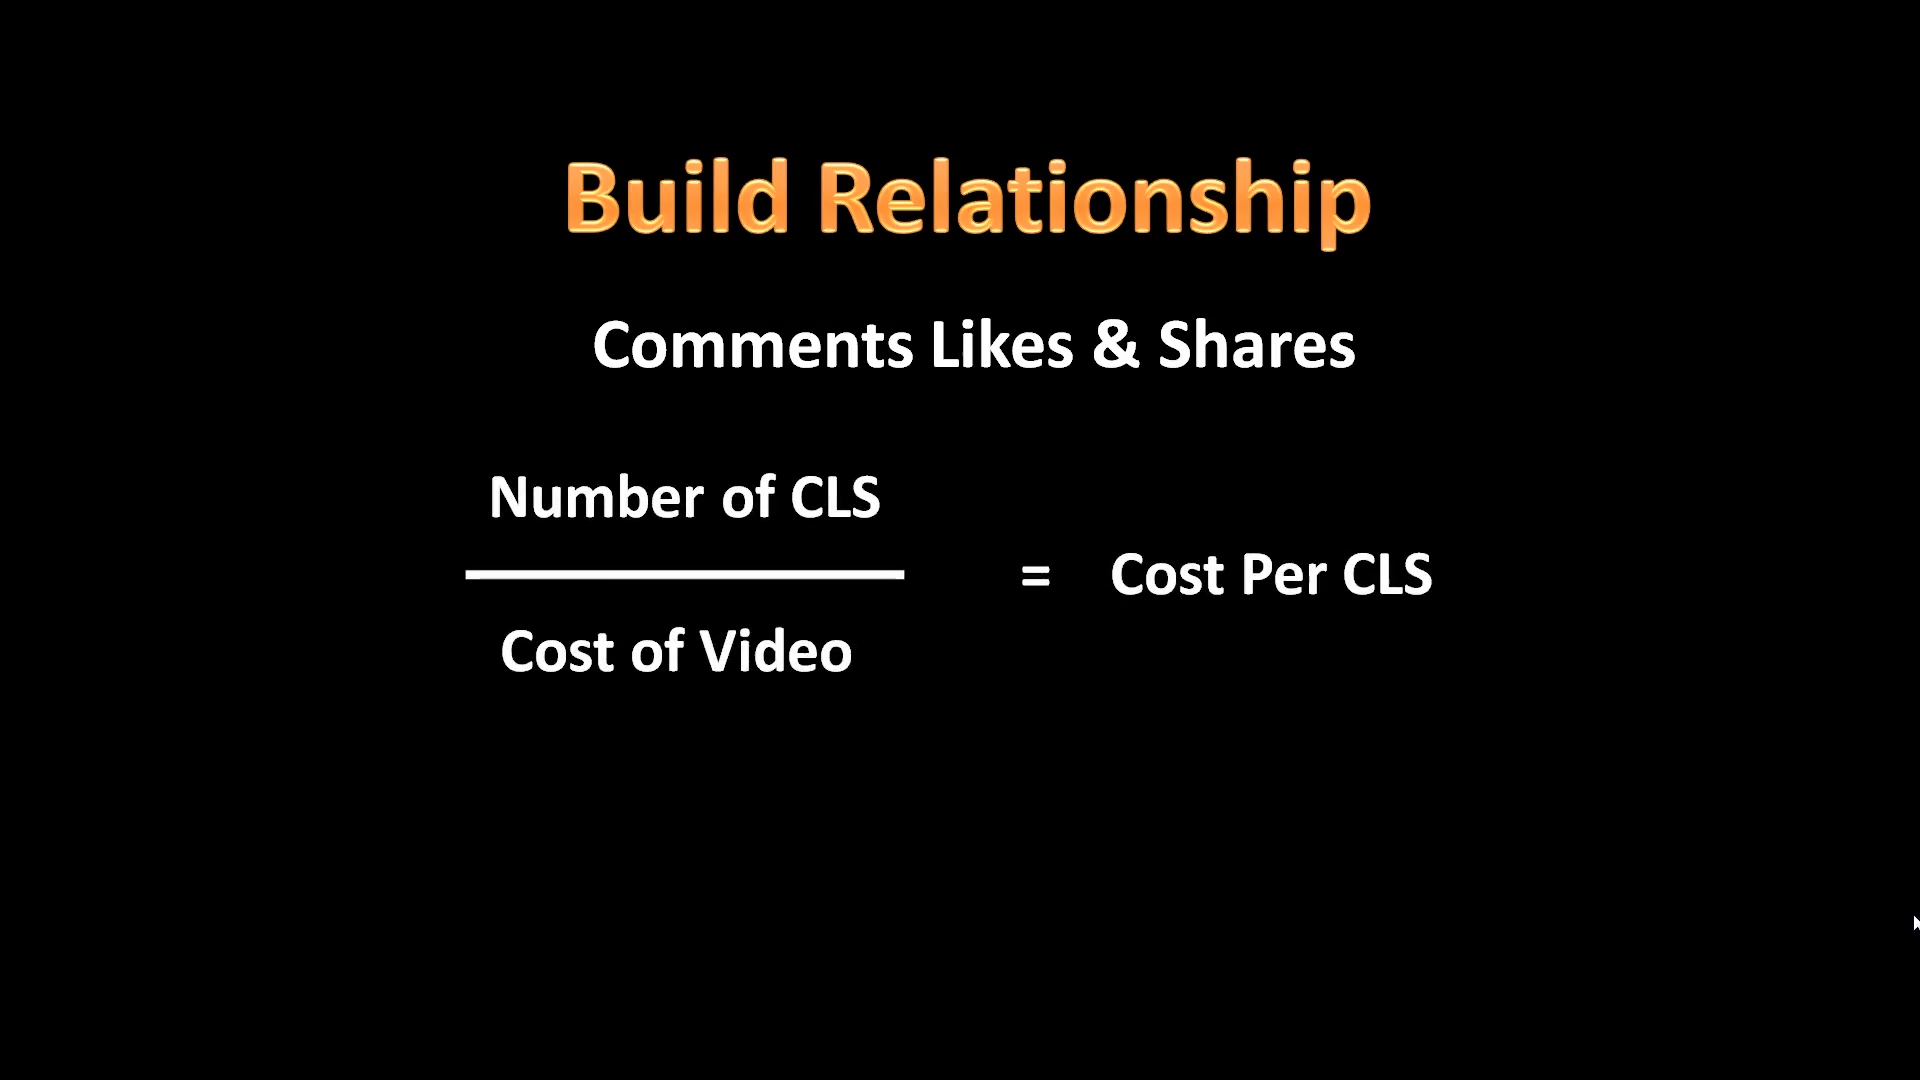 Build Relationship
Comments Likes & Shares
Number of CLS
= Cost Per CLS
Cost of Video